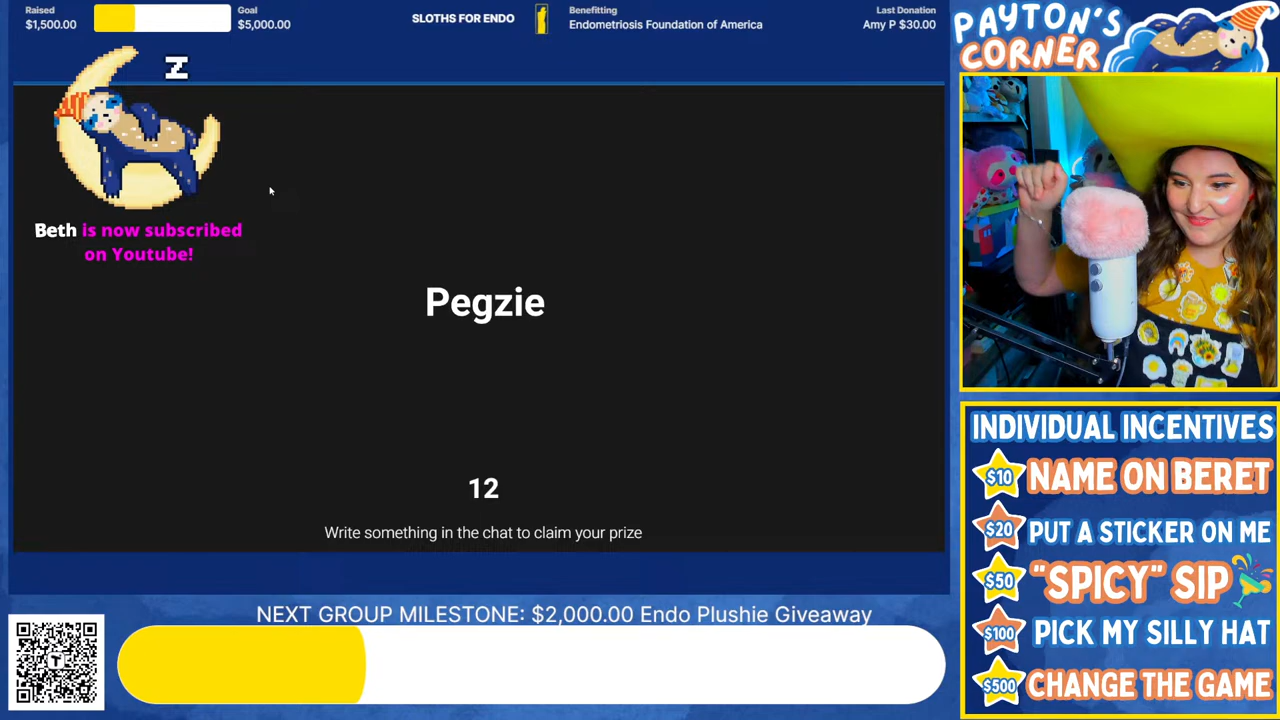 Raised
$1,500.00
Goal
$5,000.00
SLOTHS FOR ENDO
Benefitting
Endometriosis Foundation of America
Last Donation
Amy P $30.00
PAYTON'S
CORNER
Z
Beth is now subscribed
on Youtube!
Pegzie
12
Write something in the chat to claim your prize
NEXT GROUP MILESTONE: $2,000.00 Endo Plushie Giveaway
T
INDIVIDUAL INCENTIVES
$10 NAME ON BERET
$20 PUT A STICKER ON ME
$50 "SPICY" SIP
$100 PICK MY SILLY HAT
$500 CHANGE THE GAME